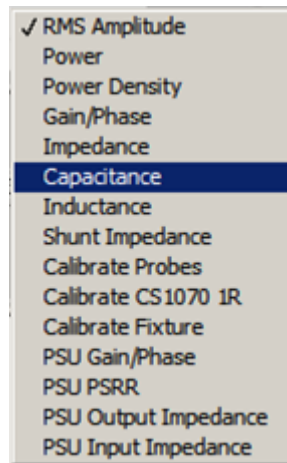 ✓ RMS Amplitude
Power
Power Density
Gain/Phase
Impedance
Capacitance
Inductance
Shunt Impedance
Calibrate Probes
Calibrate CS1070 1R
Calibrate Fixture
PSU Gain/Phase
PSU PSRR
PSU Output Impedance
PSU Input Impedance